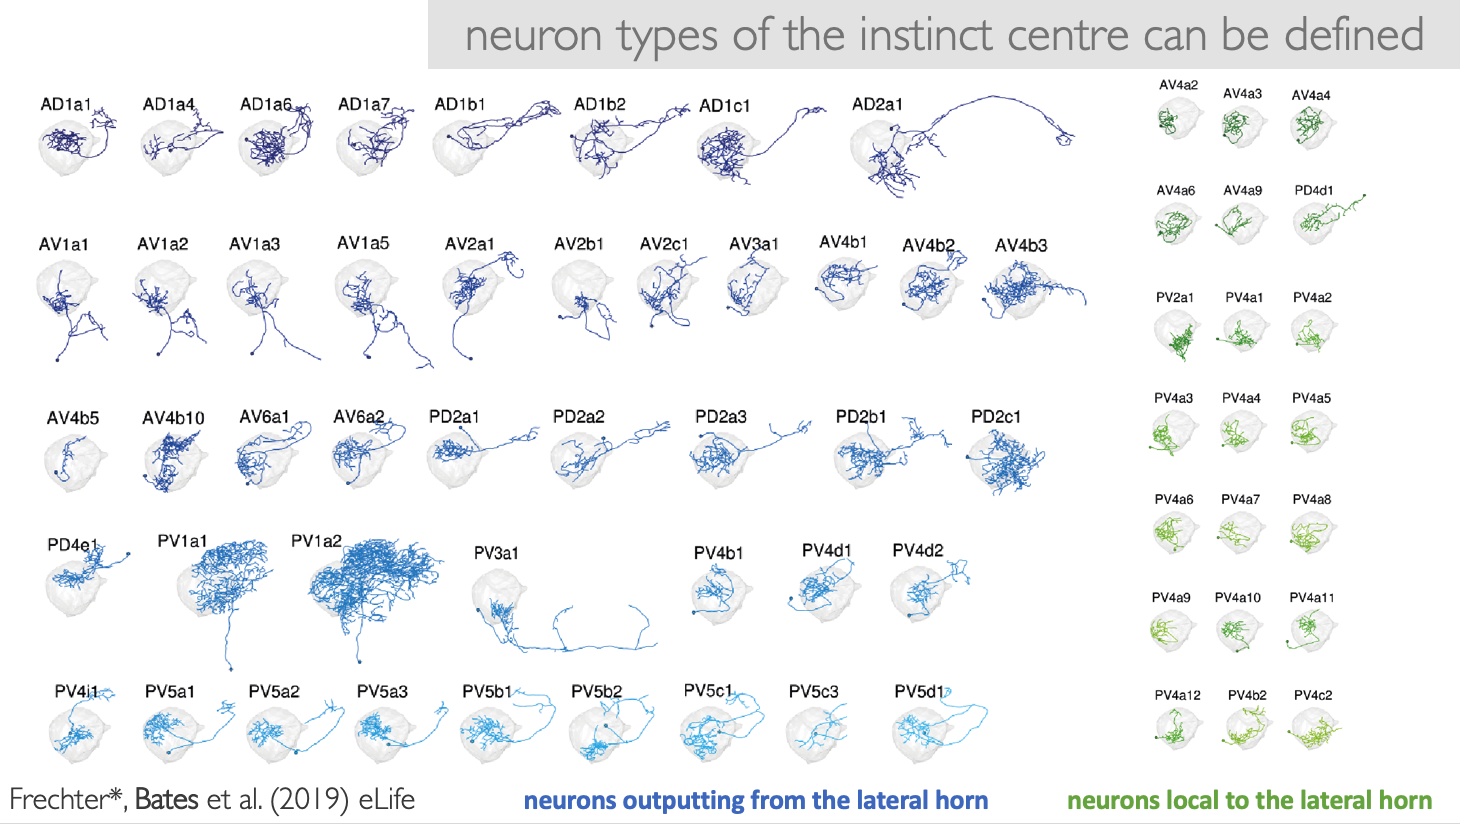 neuron types of the instinct centre can be defined
AD1a1 AD1a4 AD1a6 AD1a7 AD1b1 AD1b2 AD1c1 AD2a1
AV1a1 AV1a2 AV1a3 AV1a5 AV2a1 AV2b1 AV2c1 AV3a1 AV4b1 AV4b2 AV4b3
AV4b5 AV4b10 AV6a1 AV6a2 PD2a1 PD2a2 PD2a3 PD2b1 PD2c1
PD4e1 PV1a1 PV1a2 PV3a1 PV4b1 PV4d1 PV4d2
PV4i1 PV5a1 PV5a2 PV5a3 PV5b1 PV5b2 PV5c1 PV5c3 PV5d1
AV4a2 AV4a3 AV4a4
AV4a6 AV4a9 PD4d1
PV2a1 PV4a1 PV4a2
PV4a3 PV4a4 PV4a5
PV4a6 PV4a7 PV4a8
PV4a9 PV4a10 PV4a11
PV4a12 PV4b2 PV4c2
Frechter*, Bates et al. (2019) eLife
neurons outputting from the lateral horn
neurons local to the lateral horn